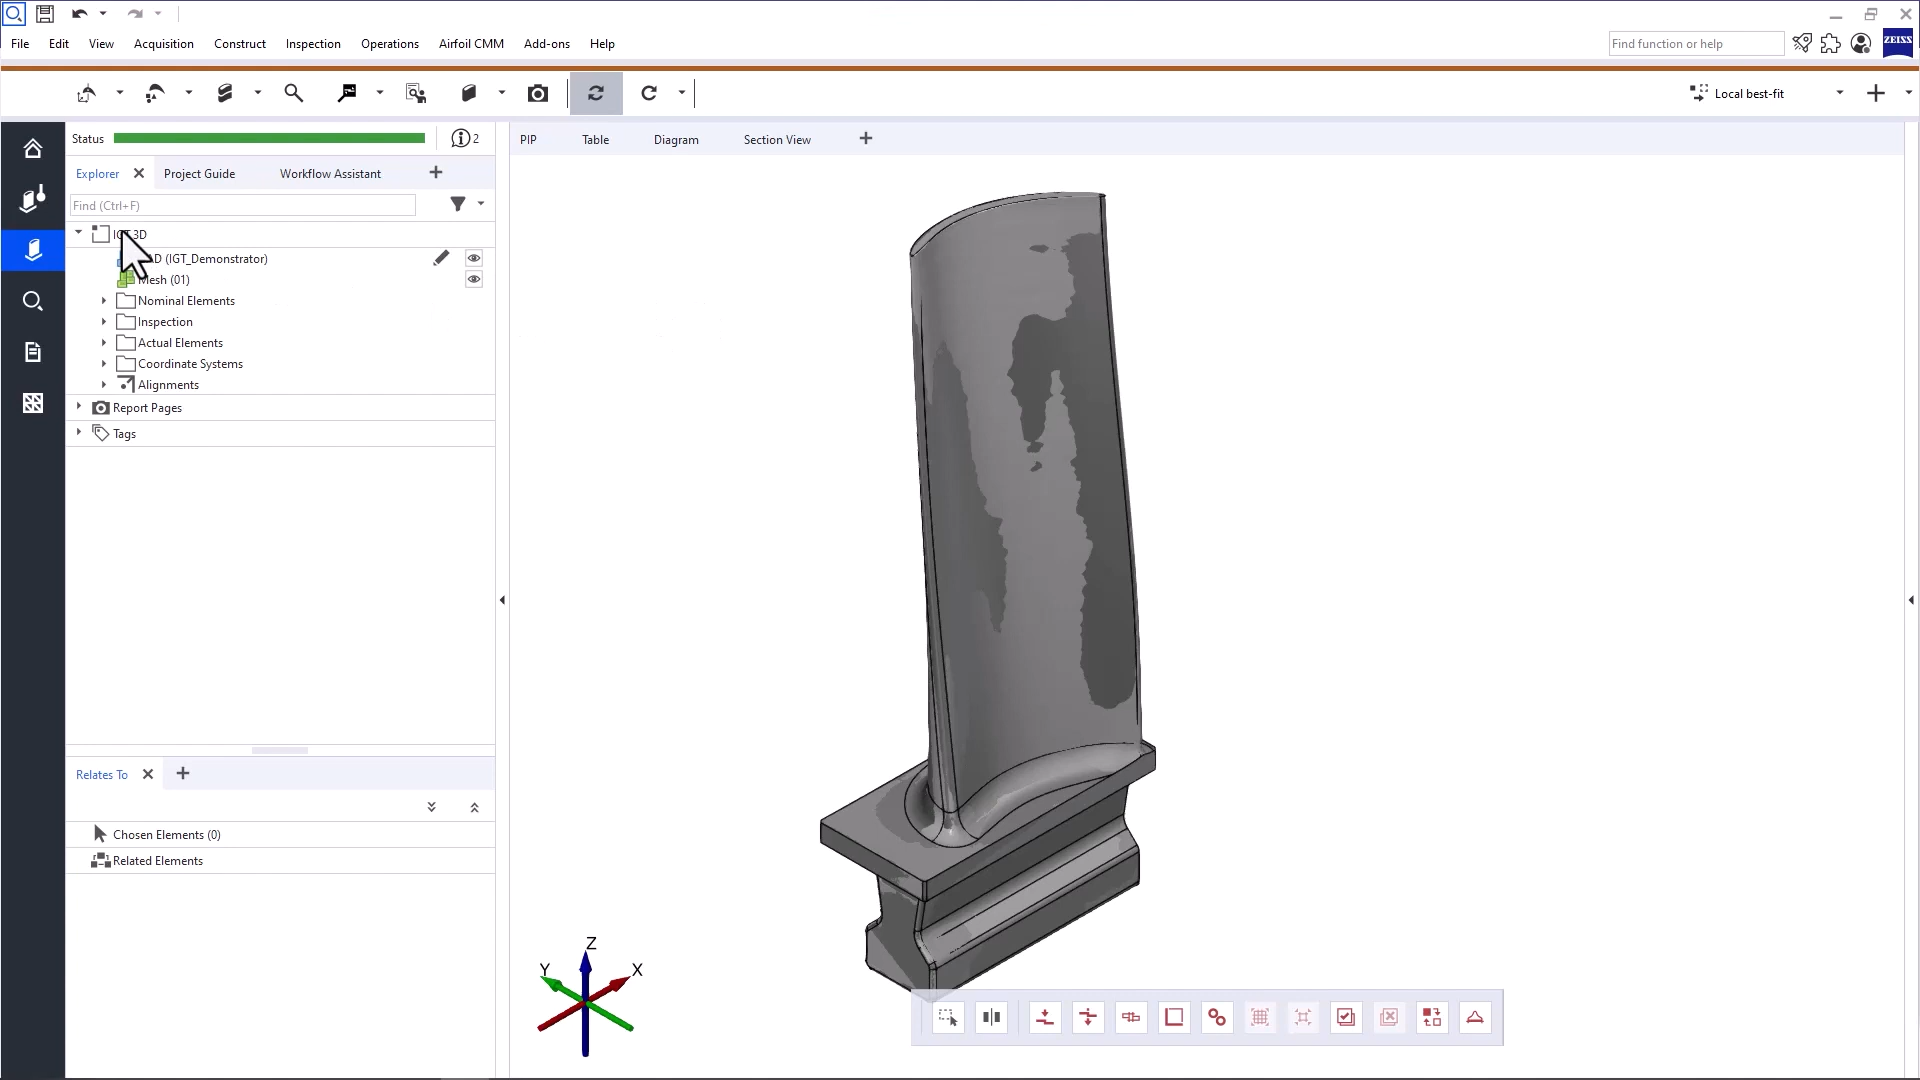 File Edit View Acquisition Construct Inspection Operations Airfoil CMM Add-ons Help
Find function or help
ZEISS
Local best-fit
Status
2
PIP Table Diagram Section View
Explorer Project Guide Workflow Assistant
Find (Ctrl+F)
3D
D (IGT_Demonstrator)
Mesh (01)
Nominal Elements
Inspection
Actual Elements
Coordinate Systems
Alignments
Report Pages
Tags
Relates To
Chosen Elements (0)
Related Elements
Z
Y
X